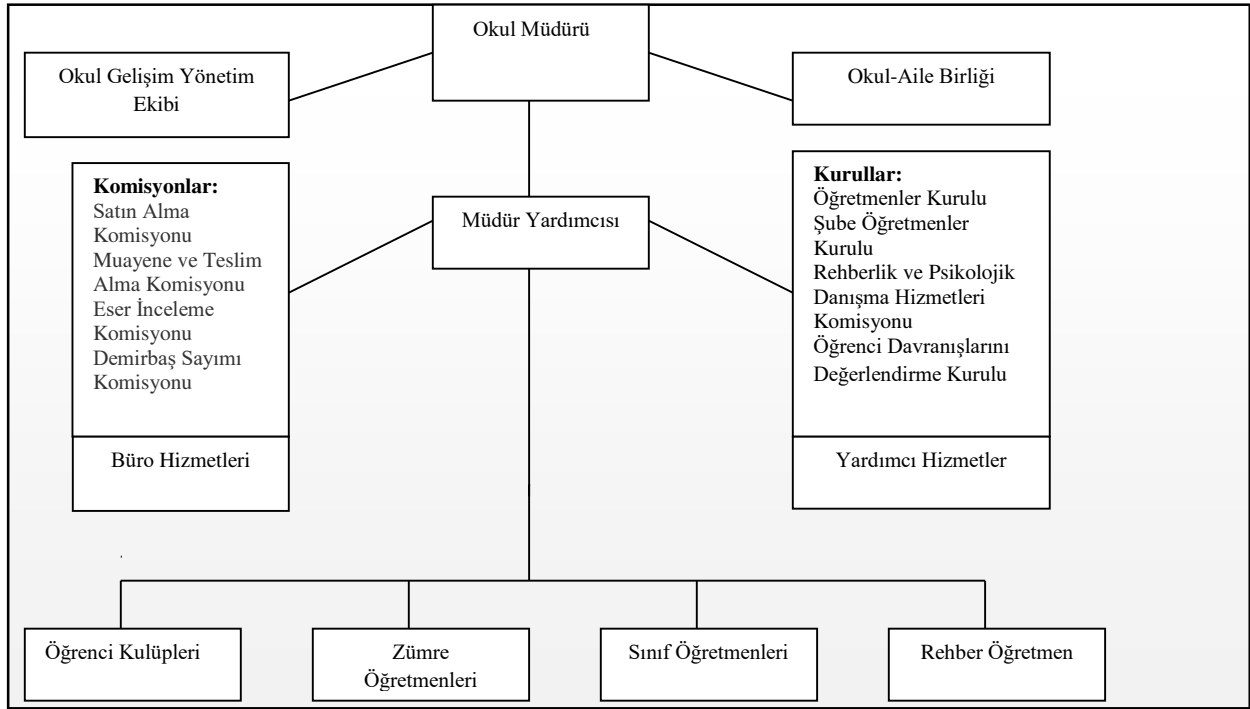 Okul Müdürü
Okul Gelişim Yönetim
Ekibi
Okul-Aile Birliği
Komisyonlar:
Satın Alma
Komisyonu
Muayene ve Teslim
Alma Komisyonu
Eser İnceleme
Komisyonu
Demirbaş Sayımı
Komisyonu
Müdür Yardımcısı
Kurullar:
Öğretmenler Kurulu
Şube Öğretmenler
Kurulu
Rehberlik ve Psikolojik
Danışma Hizmetleri
Komisyonu
Öğrenci Davranışlarını
Değerlendirme Kurulu
Büro Hizmetleri
Yardımcı Hizmetler
Öğrenci Kulüpleri
Zümre
Öğretmenleri
Sınıf Öğretmenleri
Rehber Öğretmen